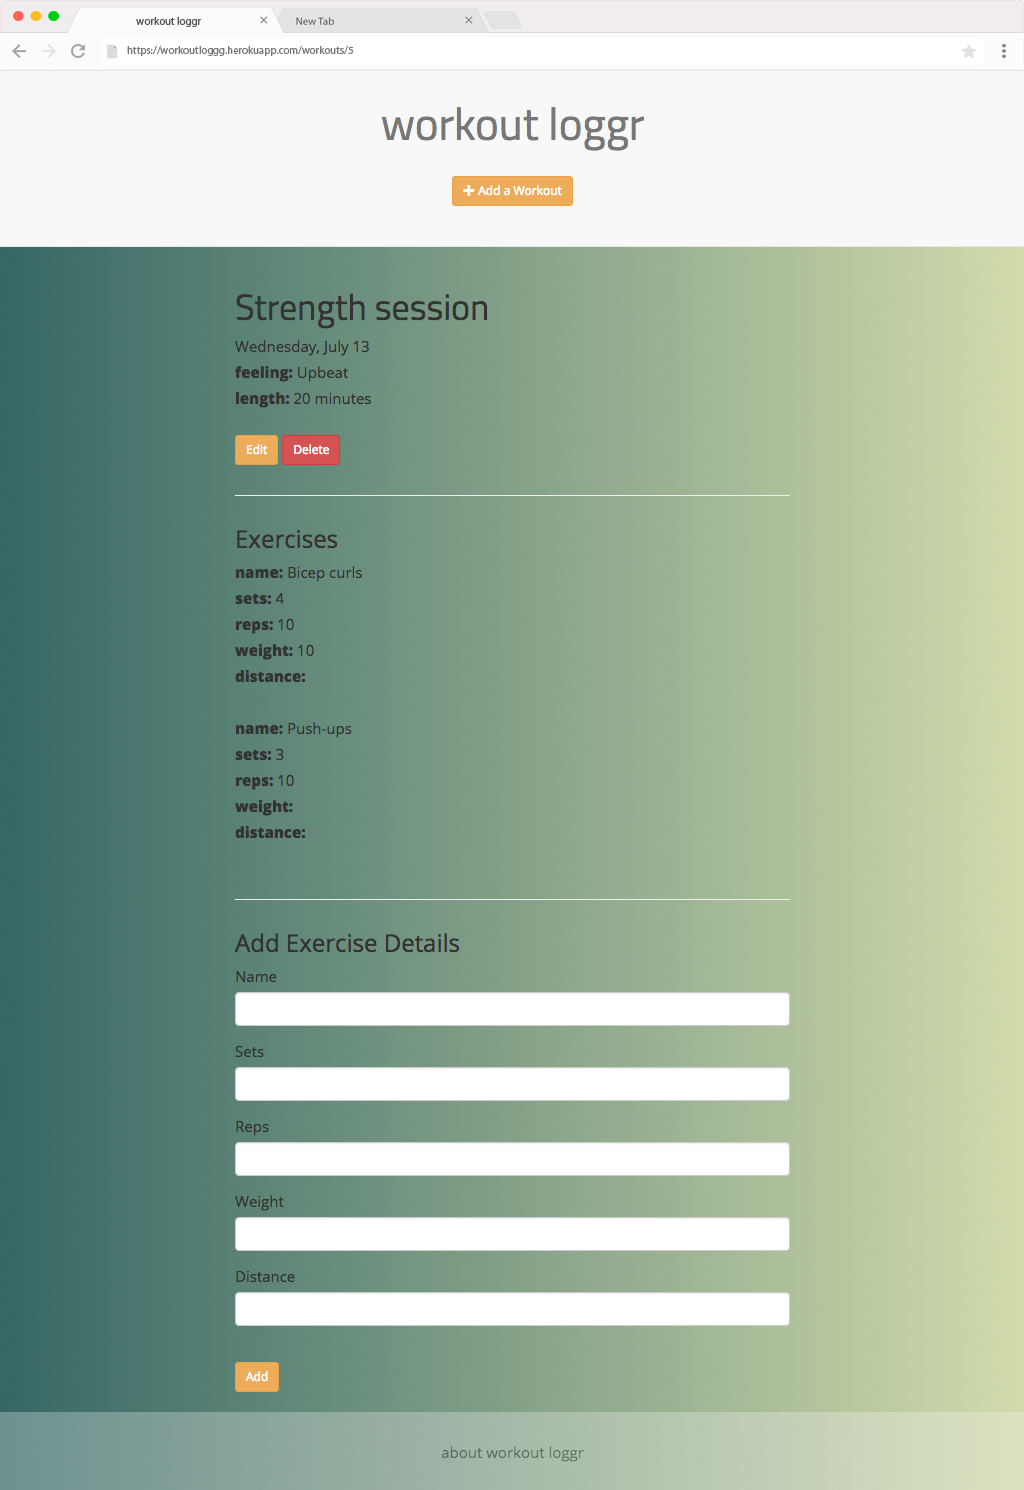 workout loggr
New Tab
https://workoutloggg.herokuapp.com/workouts/5
workout loggr
Add a Workout
Strength session
Wednesday, July 13
feeling: Upbeat
length: 20 minutes
Edit Delete
Exercises
name: Bicep curls
sets: 4
reps: 10
weight: 10
distance:
name: Push-ups
sets: 3
reps: 10
weight:
distance:
Add Exercise Details
Name
Sets
Reps
Weight
Distance
Add
about workout loggr